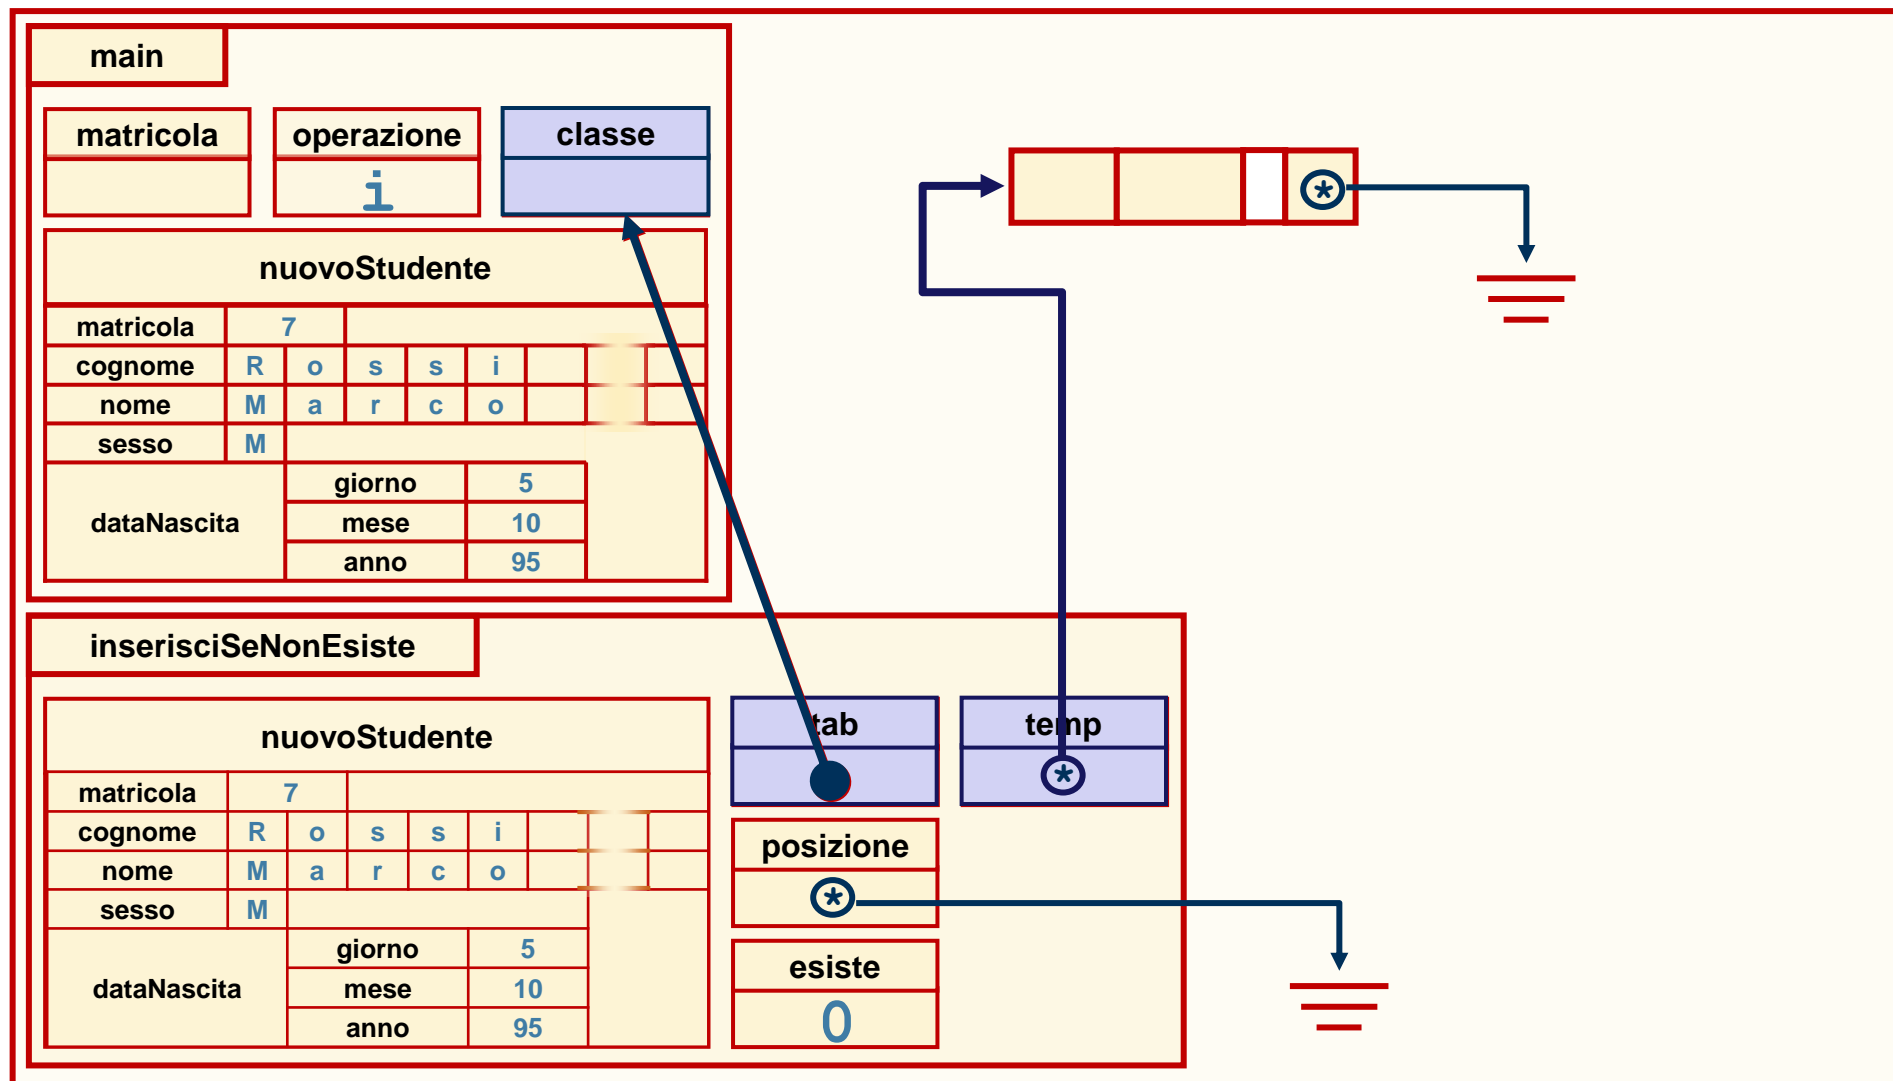 main
matricola operazione classe
i
nuovoStudente
matricola 7
cognome R o s s i
nome M a r c o
sesso M
dataNascita giorno 5
mese 10
anno 95
*
inserisciSeNonEsiste
nuovoStudente
matricola 7
cognome R o s s i
nome M a r c o
sesso M
dataNascita giorno 5
mese 10
anno 95
tab temp
*
posizione
*
esiste
0